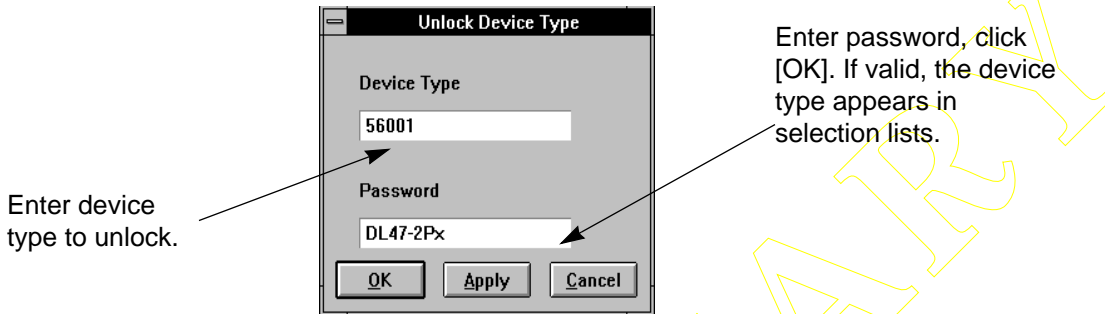 Unlock Device Type
Device Type
56001
Password
DL47-2Px
OK Apply Cancel
Enter device
type to unlock.
Enter password, click
[OK]. If valid, the device
type appears in
selection lists.
ARY